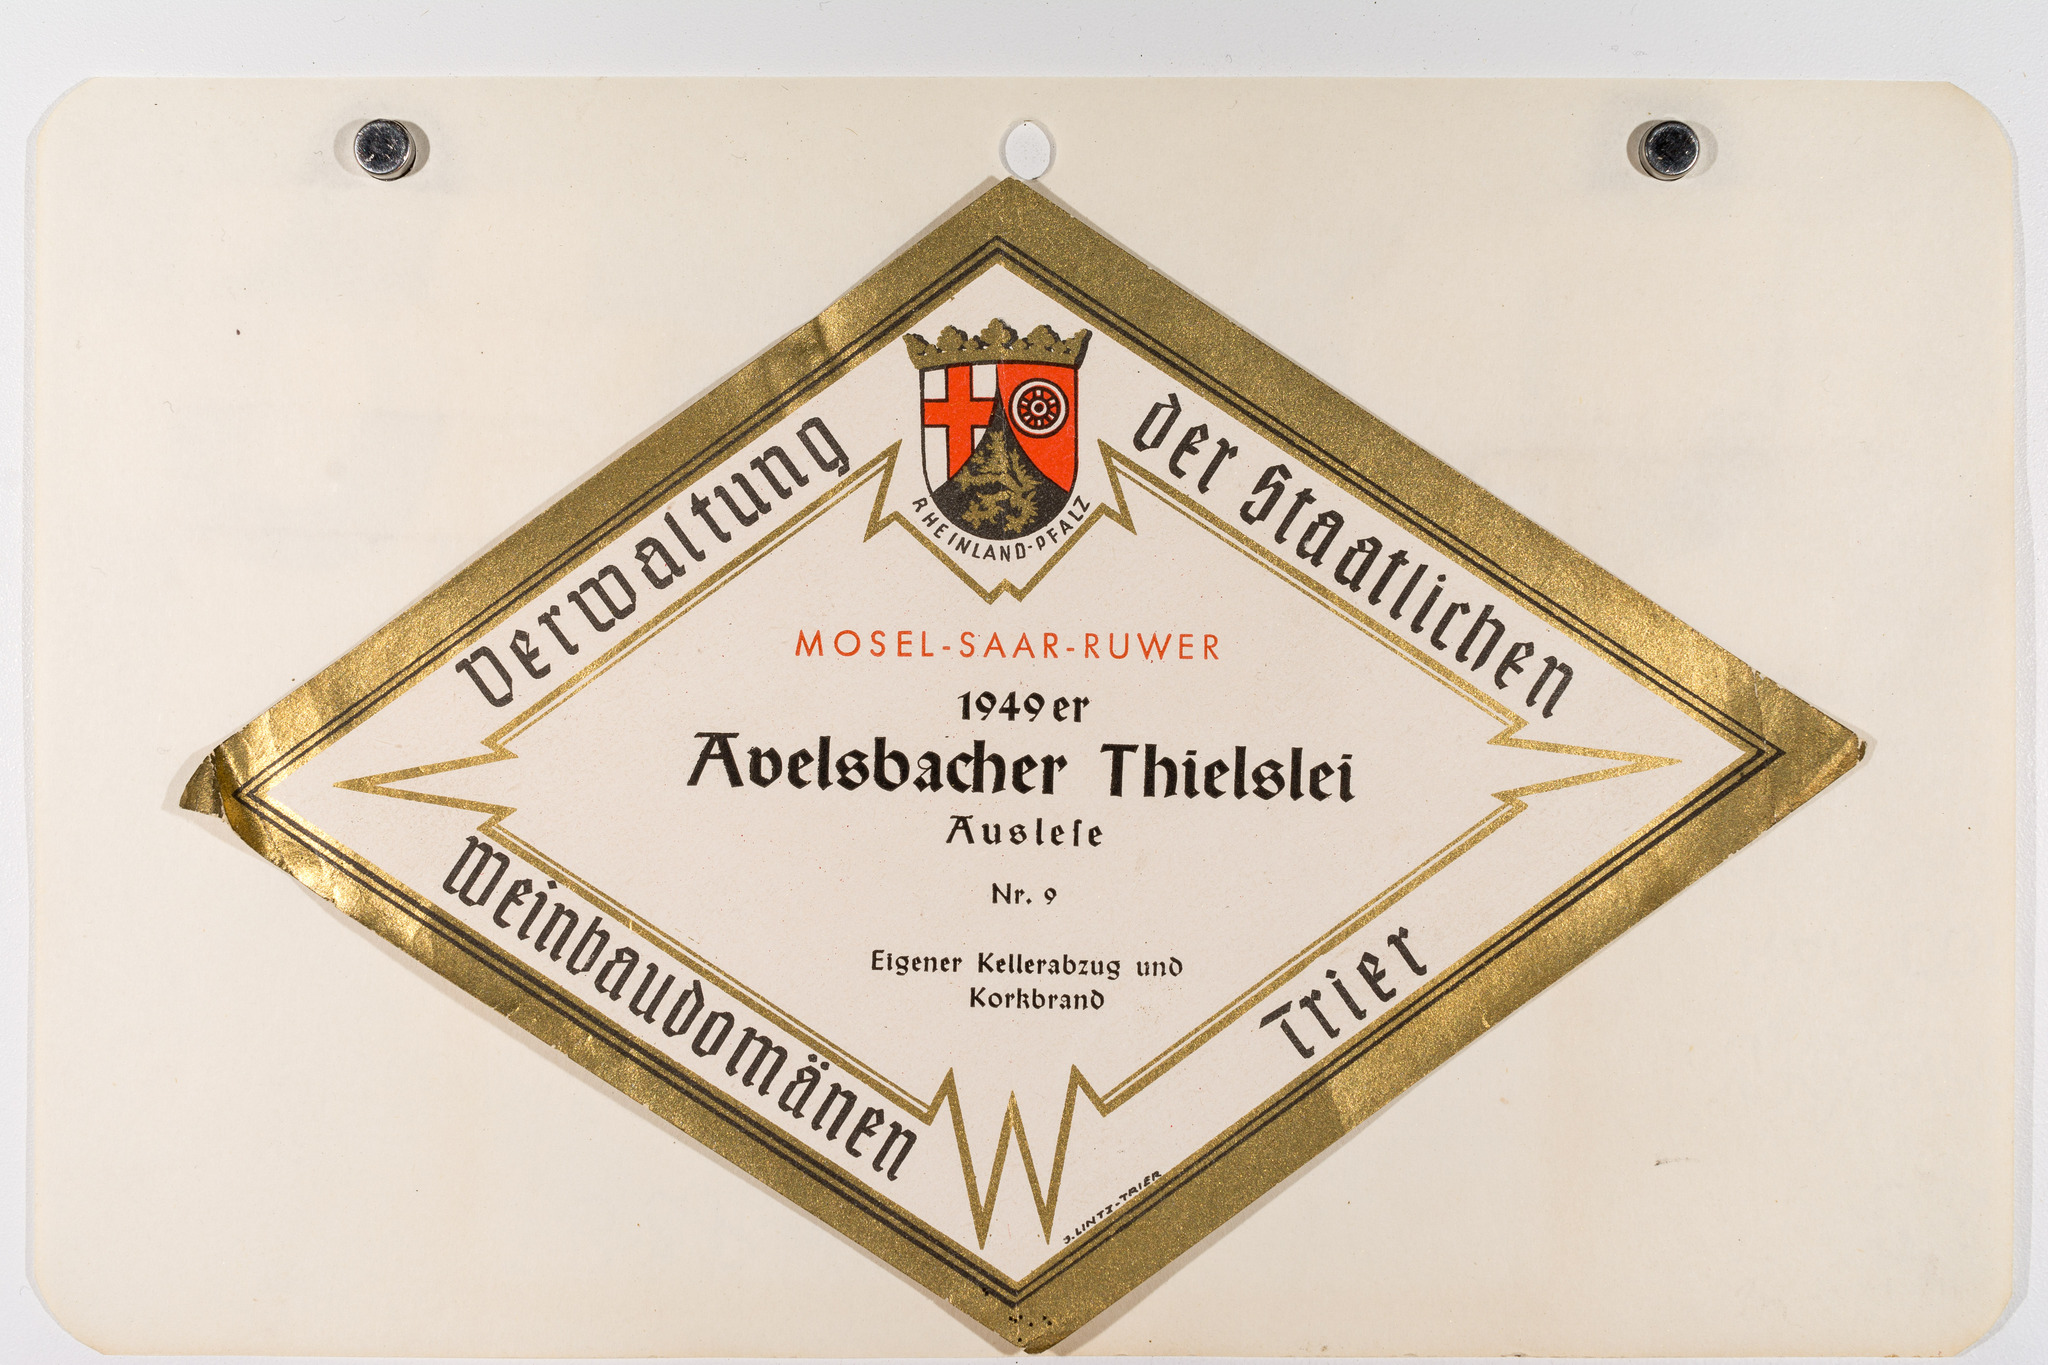 Verwaltung
der Staatlichen
RHEINLAND-PFALZ
MOSEL-SAAR-RUWER
1949er
Avelsbacher Thielslei
Ausleſe
Nr. 9
Eigener Kellerabzug und
Korkbrand
Weinbaudomänen
Trier
J. LINTZ-TRIER